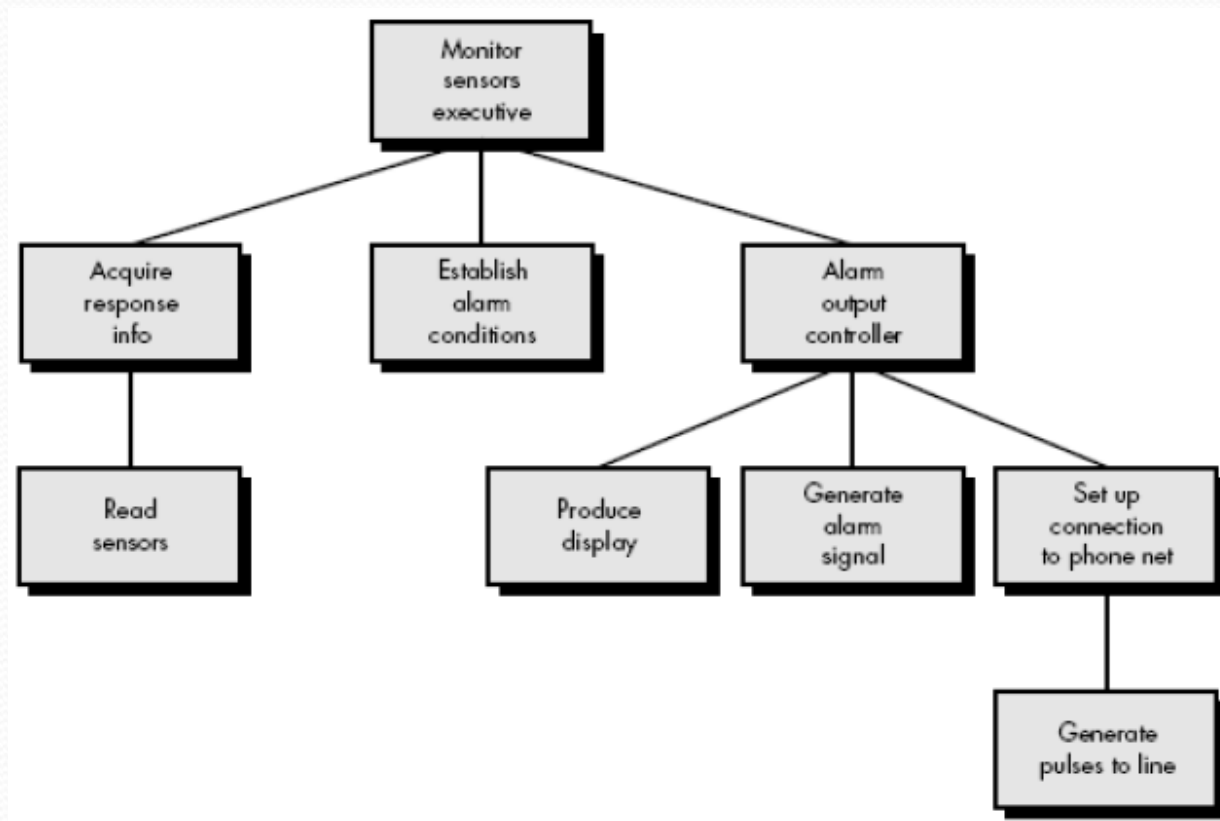 Monitor
sensors
executive
Acquire
response
info
Establish
alarm
conditions
Alarm
output
controller
Read
sensors
Produce
display
Generate
alarm
signal
Set up
connection
to phone net
Generate
pulses to line